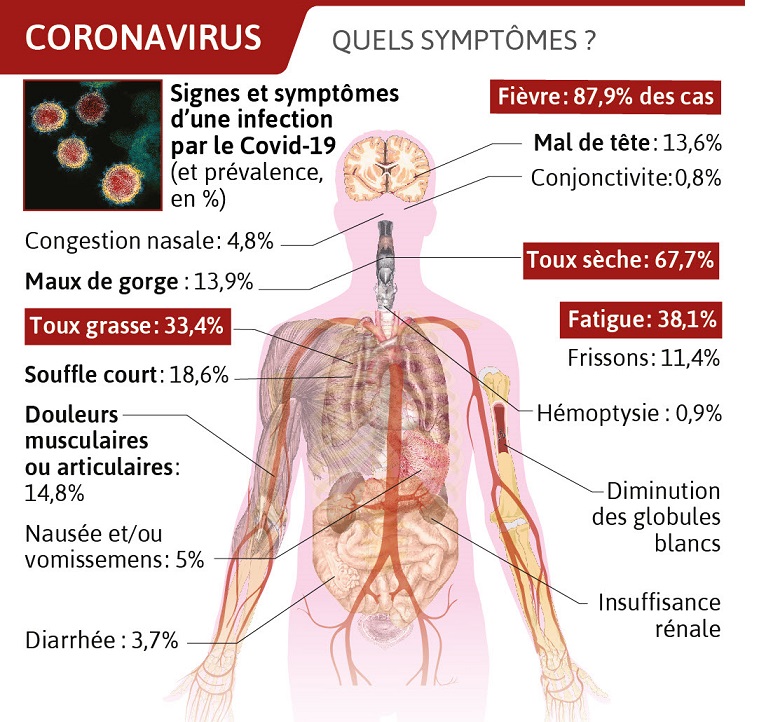 CORONAVIRUS
QUELS SYMPTÔMES ?
Signes et symptômes
d'une infection
par le Covid-19
(et prévalence,
en %)
Fièvre : 87,9% des cas
Mal de tête : 13,6%
Conjonctivite: 0,8%
Congestion nasale : 4,8%
Maux de gorge : 13,9%
Toux sèche : 67,7%
Toux grasse : 33,4%
Fatigue : 38,1%
Frissons : 11,4%
Souffle court : 18,6%
Hémoptysie : 0,9%
Douleurs
musculaires
ou articulaires :
14,8%
Diminution
des globules
blancs
Nausée et/ou
vomissemens : 5%
Insuffisance
rénale
Diarrhée : 3,7%